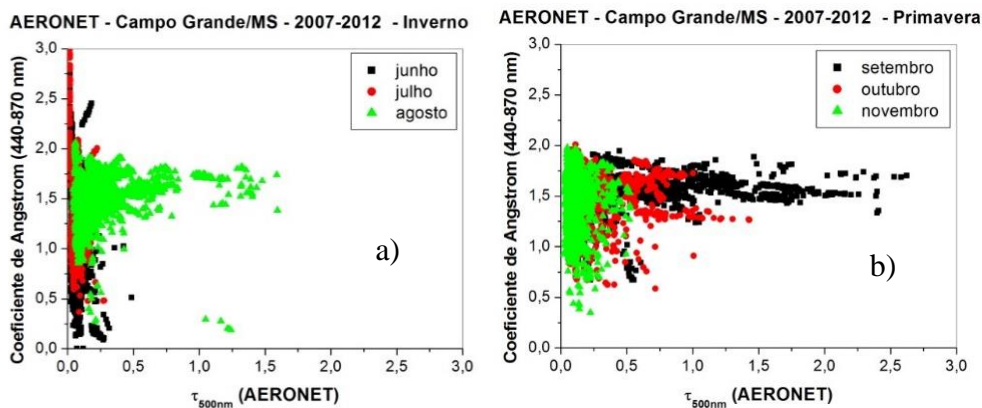 AERONET - Campo Grande/MS - 2007-2012 - Inverno
Coeficiente de Angstrom (440-870 nm)
3,0
2,5
2,0
1,5
1,0
0,5
0,0
junho
julho
agosto
a)
0,0 0,5 1,0 1,5 2,0 2,5 3,0
τ500nm (AERONET)
AERONET - Campo Grande/MS - 2007-2012 - Primavera
Coeficiente de Angstrom (440-870 nm)
3,0
2,5
2,0
1,5
1,0
0,5
0,0
setembro
outubro
novembro
b)
0,0 0,5 1,0 1,5 2,0 2,5 3,0
τ500nm (AERONET)